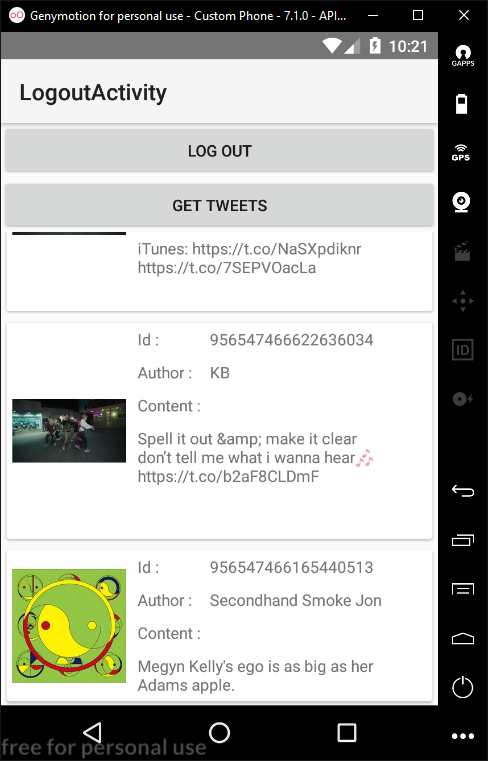 Genymotion for personal use - Custom Phone - 7.1.0 - API...
10:21
GAPPS
LogoutActivity
LOG OUT
GPS
GET TWEETS
iTunes: https://t.co/NaSXpdiknr
https://t.co/7SEPVOacLa
Id : 956547466622636034
ID
Author : KB
Content :
Spell it out &amp; make it clear
don't tell me what i wanna hear🎶
https://t.co/b2aF8CLDmF
Id : 956547466165440513
Author : Secondhand Smoke Jon
Content :
Megyn Kelly's ego is as big as her
Adams apple.
free for personal use